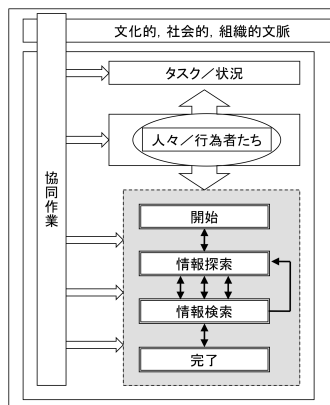 文化的，社会的，組織的文脈
タスク／状況
人々／行為者たち
協同作業
開始
情報探索
情報検索
完了